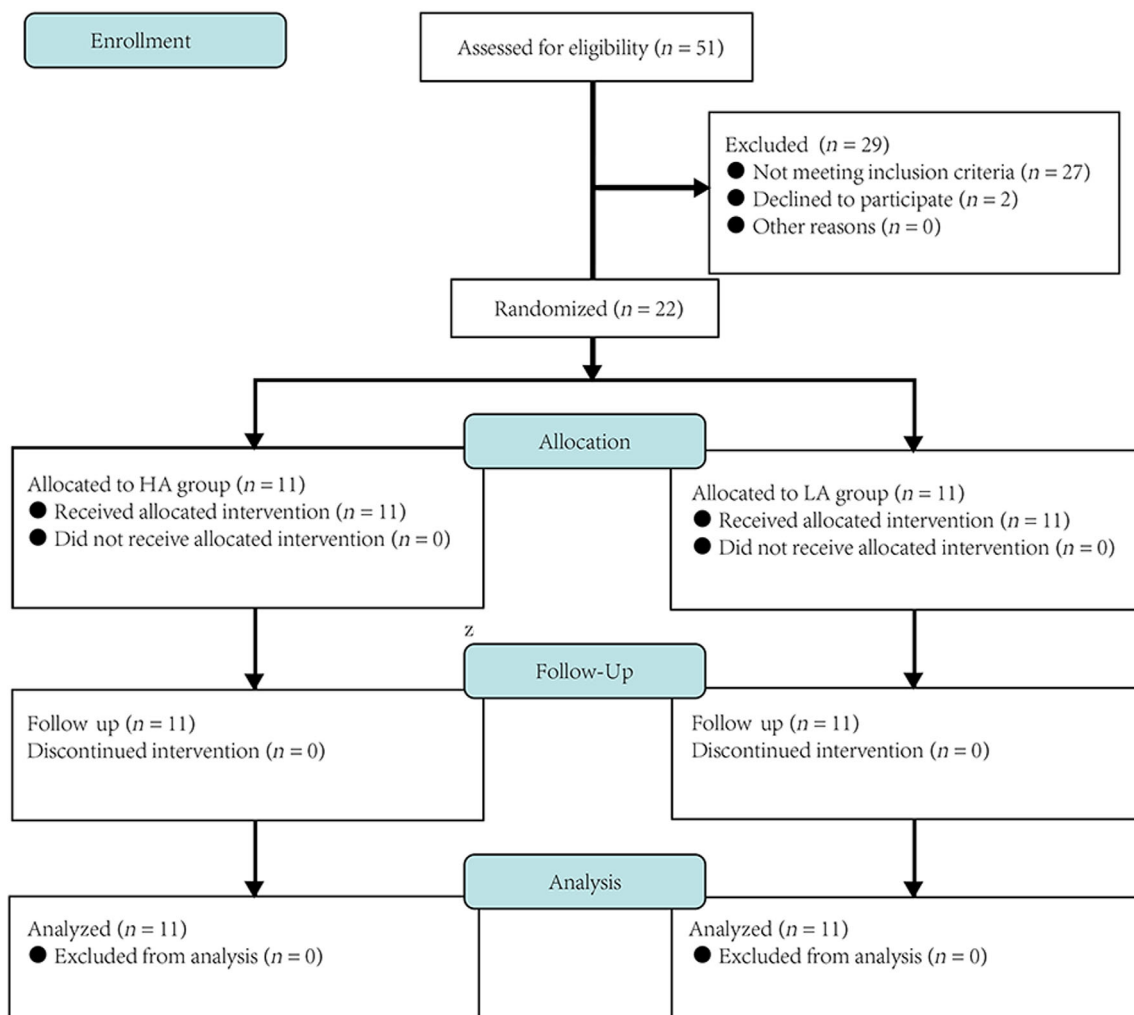 Enrollment
Assessed for eligibility (n = 51)
Excluded (n = 29)
● Not meeting inclusion criteria (n = 27)
● Declined to participate (n = 2)
● Other reasons (n = 0)
Randomized (n = 22)
Allocation
Allocated to HA group (n = 11)
● Received allocated intervention (n = 11)
● Did not receive allocated intervention (n = 0)
Allocated to LA group (n = 11)
● Received allocated intervention (n = 11)
● Did not receive allocated intervention (n = 0)
z
Follow-Up
Follow up (n = 11)
Discontinued intervention (n = 0)
Follow up (n = 11)
Discontinued intervention (n = 0)
Analysis
Analyzed (n = 11)
● Excluded from analysis (n = 0)
Analyzed (n = 11)
● Excluded from analysis (n = 0)